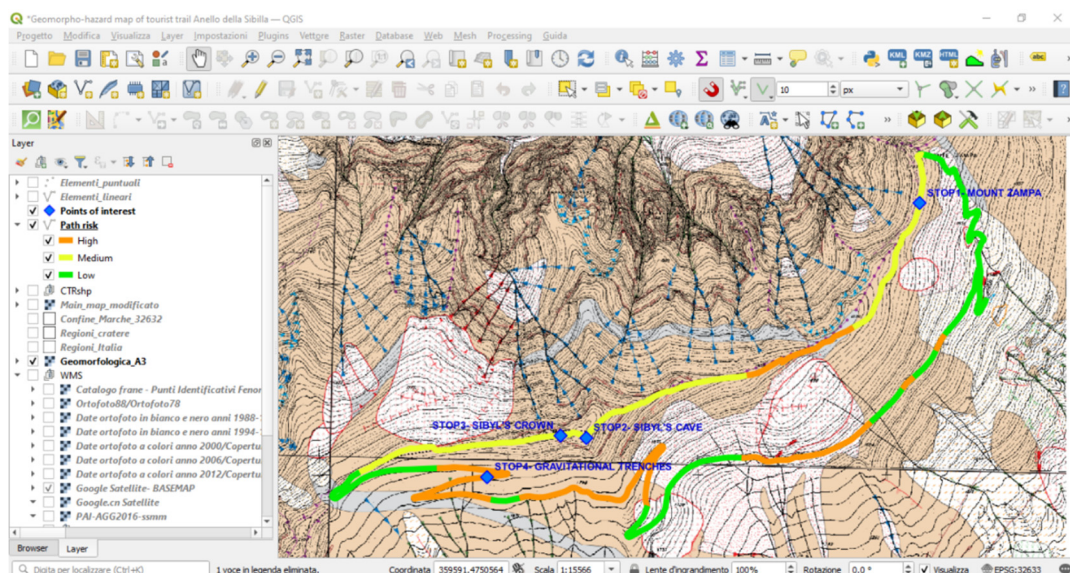 *Geomorpho-hazard map of tourist trail Anello della Sibilla — QGIS
Progetto Modifica Visualizza Layer Impostazioni Plugins Vettore Raster Database Web Mesh Processing Guida
KML KMZ HTML abc
10 px
Layer
Elementi_puntuali
Elementi_lineari
Points of interest
Path risk
High
Medium
Low
CTRshp
Main_map_modificato
Confine_Marche_32632
Regioni_cratere
Regioni_Italia
Geomorfologica_A3
WMS
Catalogo frane - Punti Identificativi Fenor
Ortofoto88/Ortofoto78
Date ortofoto in bianco e nero anni 1988-
Date ortofoto in bianco e nero anni 1994-
Date ortofoto a colori anno 2000/Copertu
Date ortofoto a colori anno 2006/Copertu
Date ortofoto a colori anno 2012/Copertu
Google Satellite- BASEMAP
Google.cn Satellite
PAI-AGG2016-ssmm
Browser Layer
STOP1- MOUNT ZAMPA
STOP3- SIBYL'S CROWN
STOP2- SIBYL'S CAVE
STOP4- GRAVITATIONAL TRENCHES
Digita per localizzare (Ctrl+K) 1 voce in legenda eliminata. Coordinata 359591,4750564 Scala 1:15566 Lente d'ingrandimento 100% Rotazione 0,0 ° Visualizza EPSG:32633